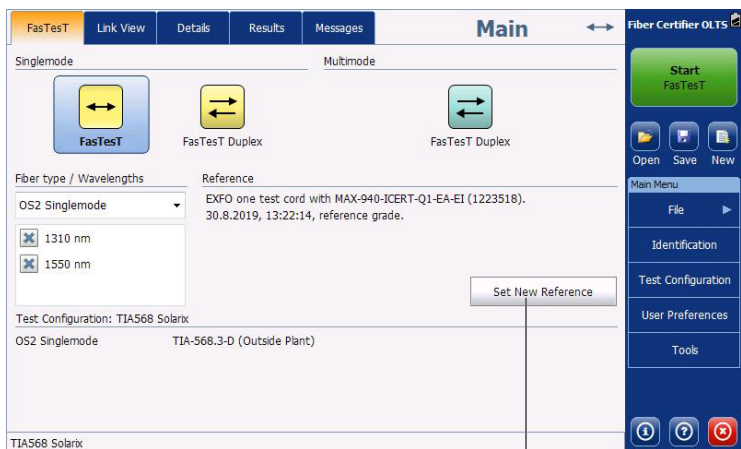 FasTesT
Link View
Details
Results
Messages
Main
Fiber Certifier OLTS
Singlemode
Multimode
FasTesT
FasTesT Duplex
FasTesT Duplex
Start
FasTesT
Open
Save
New
Fiber type / Wavelengths
Reference
OS2 Singlemode
EXFO one test cord with MAX-940-ICERT-Q1-EA-EI (1223518).
30.8.2019, 13:22:14, reference grade.
1310 nm
1550 nm
Set New Reference
Main Menu
File
Identification
Test Configuration
User Preferences
Tools
Test Configuration: TIA568 Solarix
OS2 Singlemode
TIA-568.3-D (Outside Plant)
TIA568 Solarix